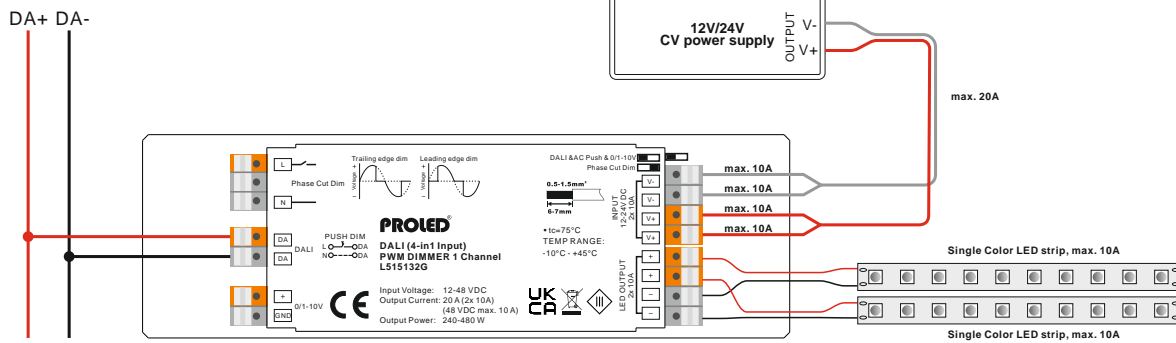 DA+ DA-
12V/24V
CV power supply
OUTPUT
V-
V+
max. 20A
L
Phase Cut Dim
N
Trailing edge dim
Voltage
+
−
Leading edge dim
Voltage
+
−
DALI &AC Push & 0/1-10V
Phase Cut Dim
0.5-1.5mm²
6-7mm
PROLED®
DA
DA
DALI
PUSH DIM
L DA
N DA
DALI (4-in1 Input)
PWM DIMMER 1 Channel
L515132G
• tc=75°C
TEMP RANGE:
-10°C - +45°C
+
GND
0/1-10V
CE
Input Voltage: 12-48 VDC
Output Current: 20 A (2x 10A)
(48 VDC max. 10 A)
Output Power: 240-480 W
UK
CA
III
INPUT
12-24V DC
2x 10A
V-
V-
V+
V+
LED OUTPUT
2x 10A
+
+
−
−
max. 10A
max. 10A
max. 10A
max. 10A
Single Color LED strip, max. 10A
Single Color LED strip, max. 10A